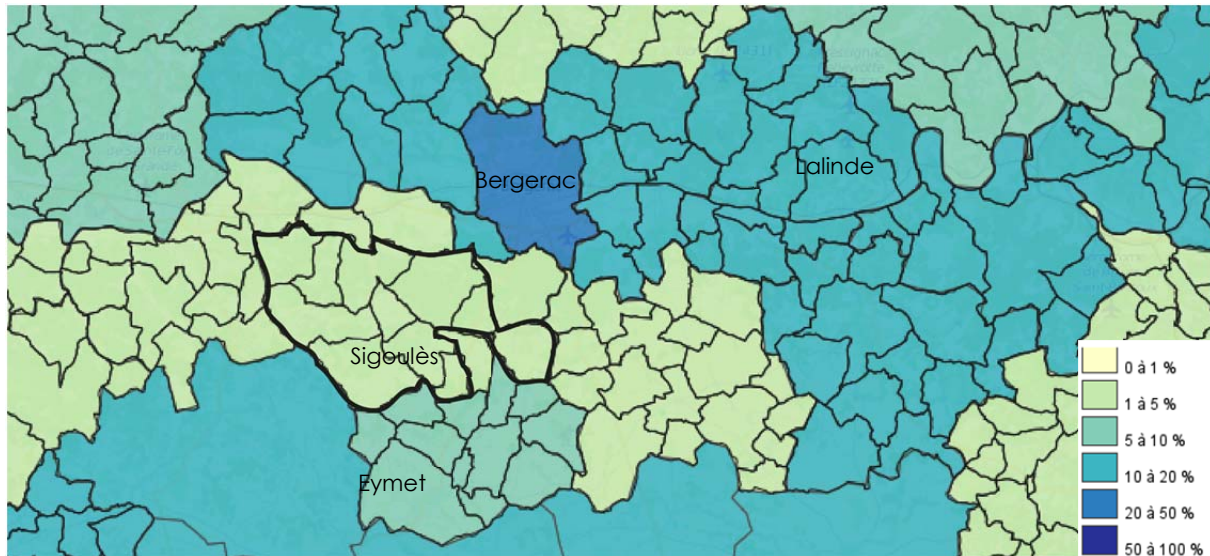 Bergerac
Lalinde
Sigoulès
Eymet
0 à 1 %
1 à 5 %
5 à 10 %
10 à 20 %
20 à 50 %
50 à 100 %